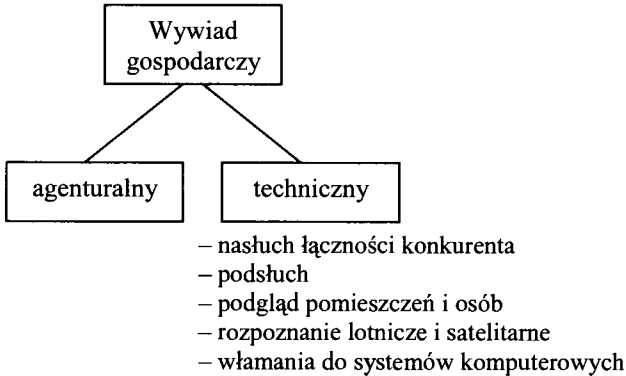 Wywiad
gospodarczy
agenturalny
techniczny
– nasłuch łączności konkurenta
– podsłuch
– podgląd pomieszczeń i osób
– rozpoznanie lotnicze i satelitarne
– włamania do systemów komputerowych